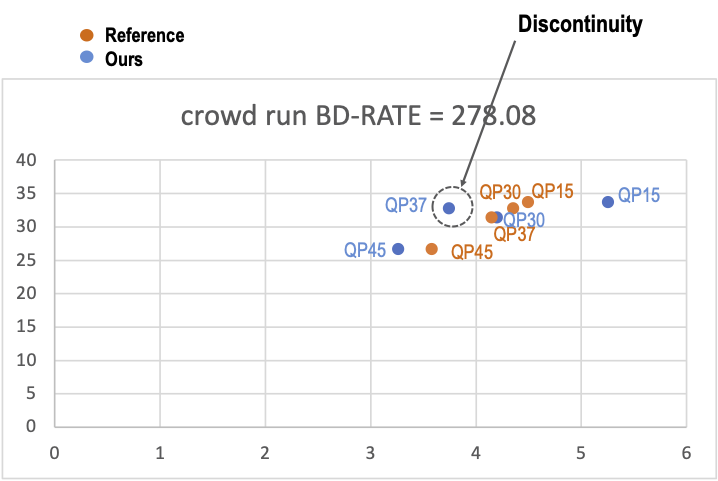 Discontinuity
Reference
Ours
crowd run BD-RATE = 278.08
40
35
30
25
20
15
10
5
0
QP37
QP30
QP15
QP15
QP30
QP37
QP45
QP45
0 1 2 3 4 5 6